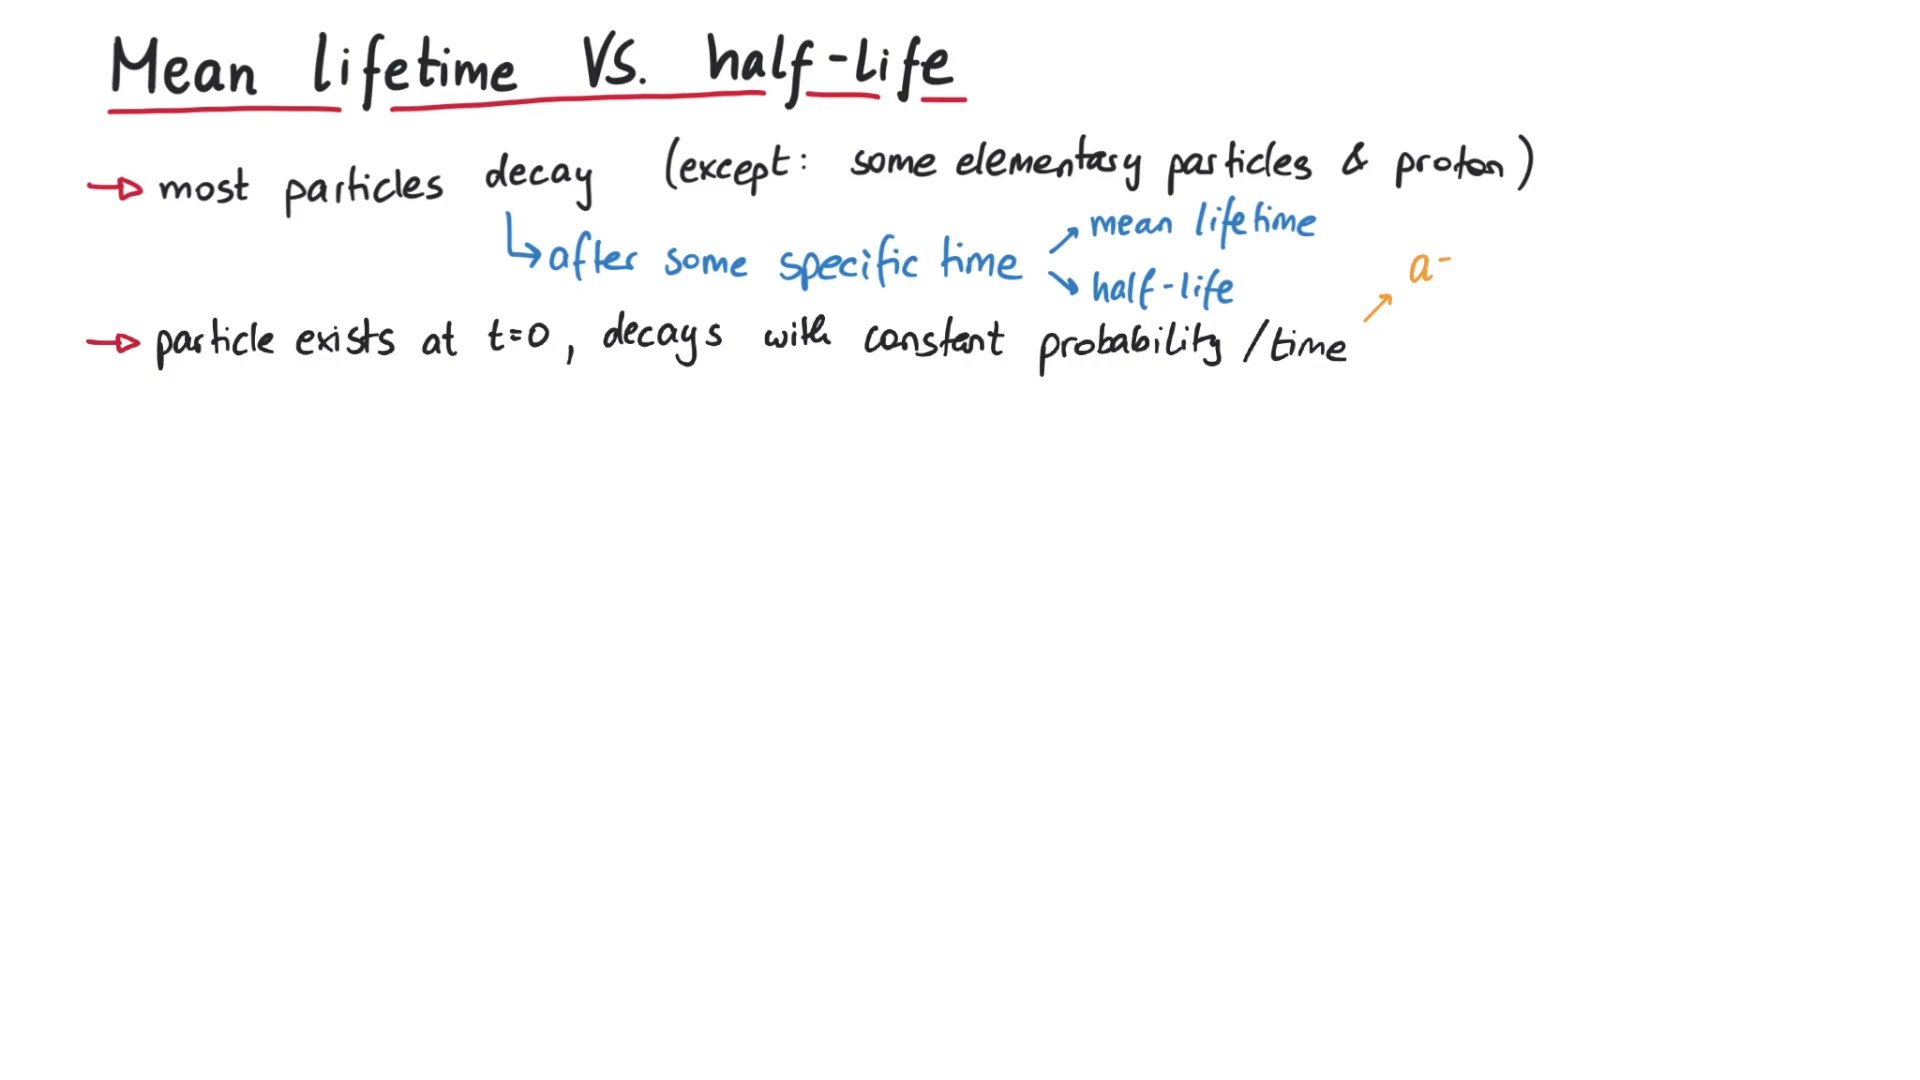 Mean lifetime VS. half-life
→ most particles decay (except: some elementary particles & proton)
↳ after some specific time ↗ mean lifetime
↘ half-life
a-
→ particle exists at t=0, decays with constant probability/time ↗